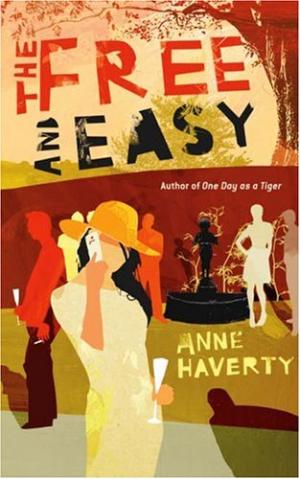 THE FREE
AND EASY
Author of One Day as a Tiger
ANNE
HAVERTY